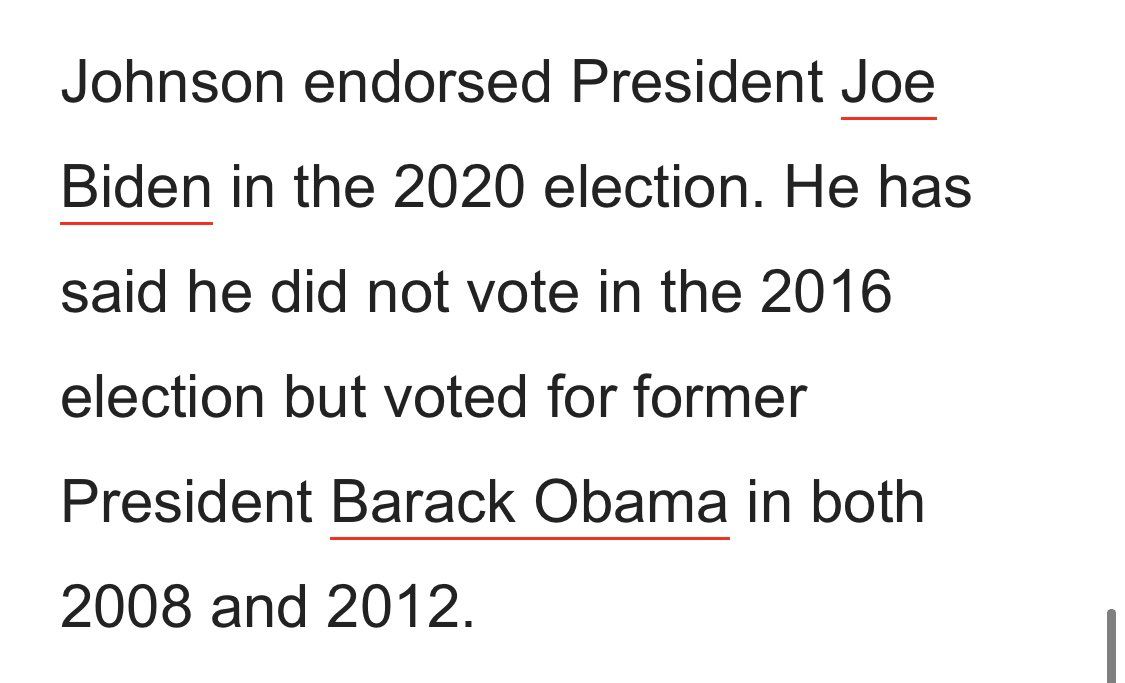 Johnson endorsed President Joe
Biden in the 2020 election. He has
said he did not vote in the 2016
election but voted for former
President Barack Obama in both
2008 and 2012.